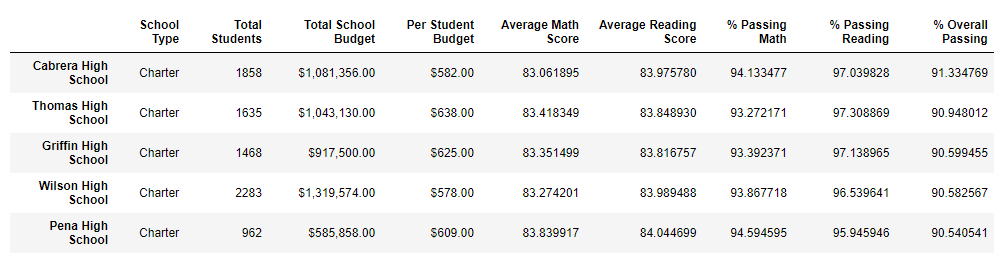 School Type Total Students Total School Budget Per Student Budget Average Math Score Average Reading Score % Passing Math % Passing Reading % Overall Passing
Cabrera High School Charter 1858 $1,081,356.00 $582.00 83.061895 83.975780 94.133477 97.039828 91.334769
Thomas High School Charter 1635 $1,043,130.00 $638.00 83.418349 83.848930 93.272171 97.308869 90.948012
Griffin High School Charter 1468 $917,500.00 $625.00 83.351499 83.816757 93.392371 97.138965 90.599455
Wilson High School Charter 2283 $1,319,574.00 $578.00 83.274201 83.989488 93.867718 96.539641 90.582567
Pena High School Charter 962 $585,858.00 $609.00 83.839917 84.044699 94.594595 95.945946 90.540541